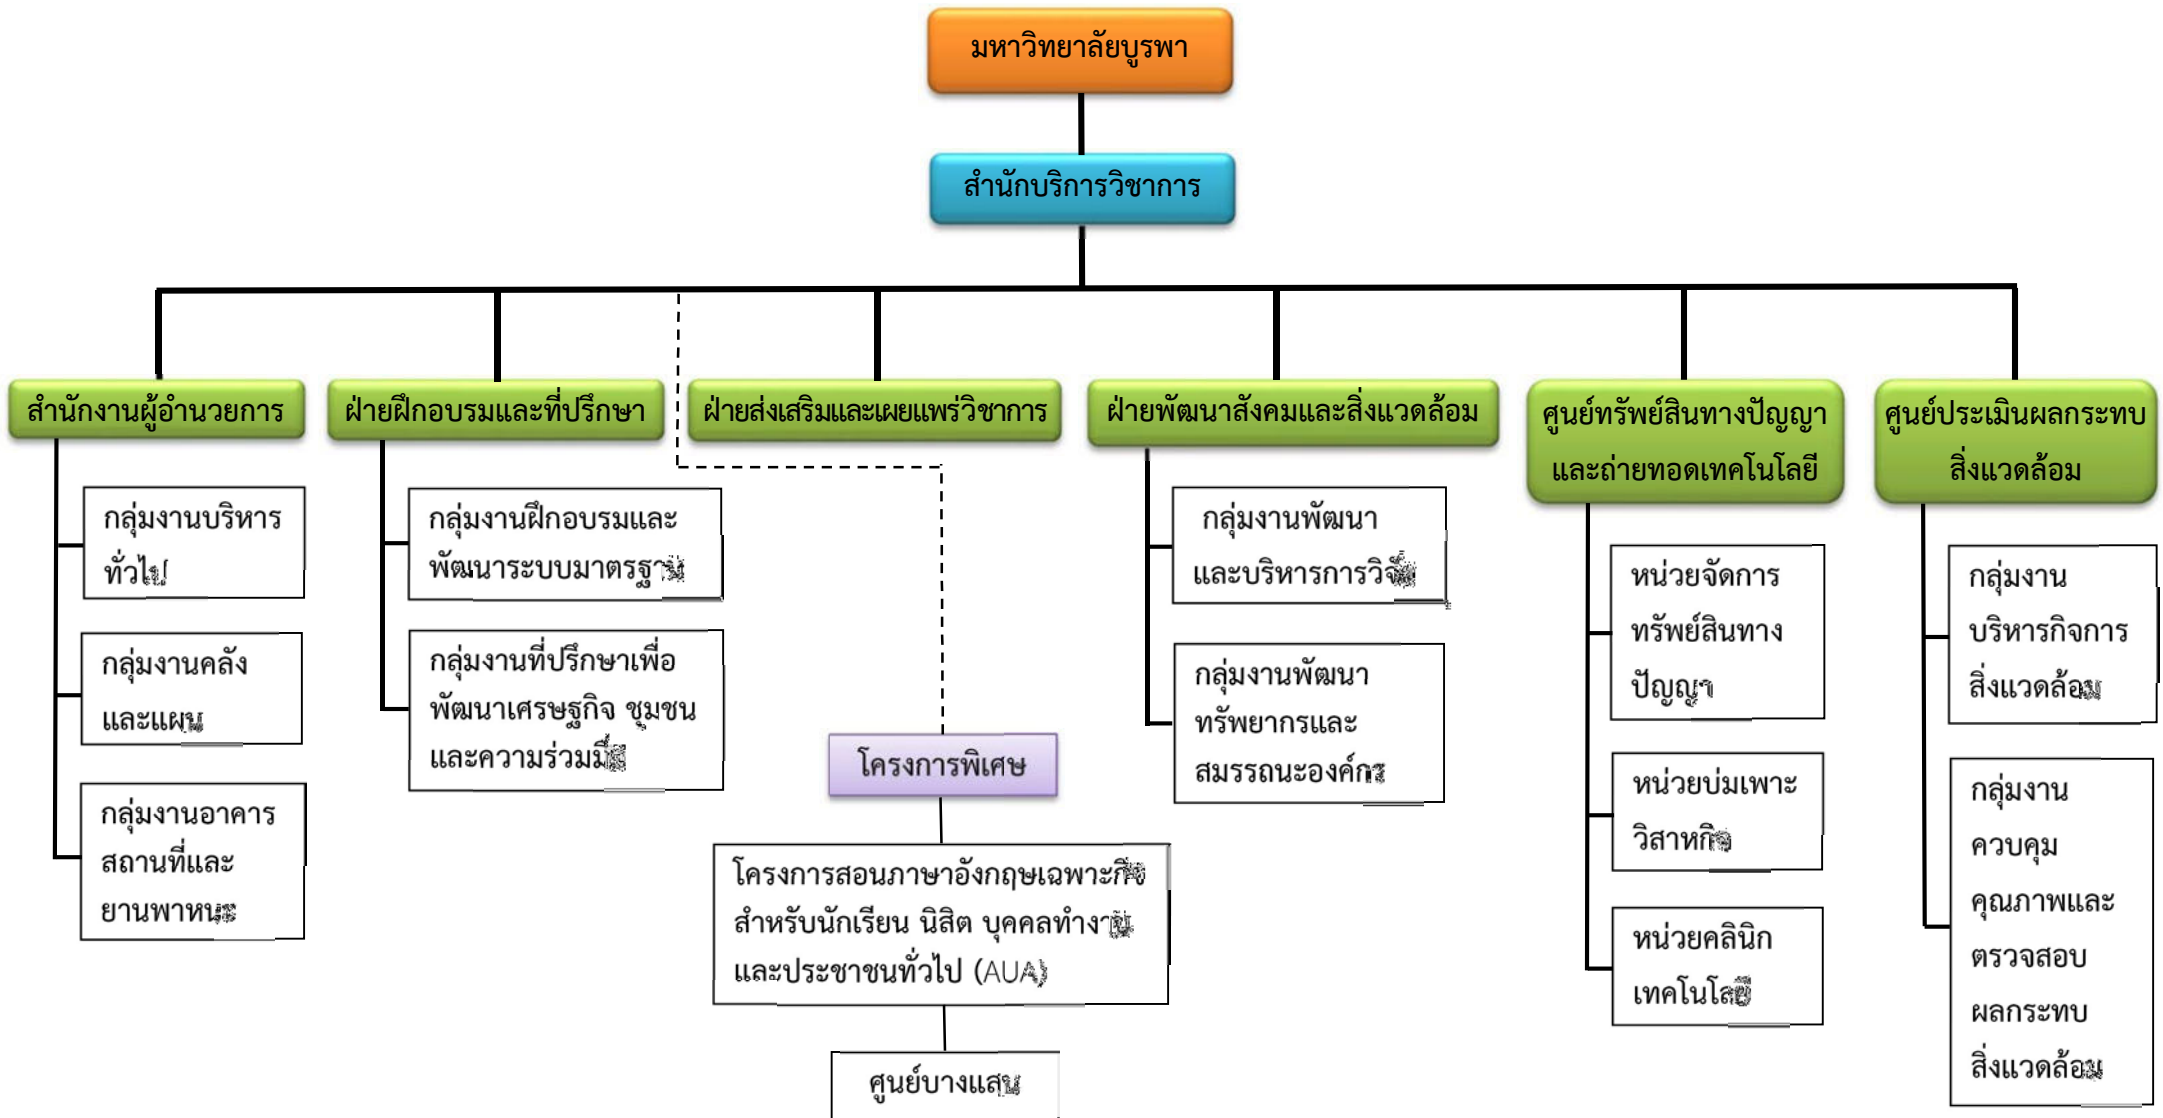 มหาวิทยาลัยบูรพา
สำนักบริการวิชาการ
สำนักงานผู้อำนวยการ
กลุ่มงานบริหาร
ทั่วไป
กลุ่มงานคลัง
และแผน
กลุ่มงานอาคาร
สถานที่และ
ยานพาหนะ
ฝ่ายฝึกอบรมและที่ปรึกษา
กลุ่มงานฝึกอบรมและ
พัฒนาระบบมาตรฐาน
กลุ่มงานที่ปรึกษาเพื่อ
พัฒนาเศรษฐกิจ ชุมชน
และความร่วมมือ
ฝ่ายส่งเสริมและเผยแพร่วิชาการ
โครงการพิเศษ
โครงการสอนภาษาอังกฤษเฉพาะกิจ
สำหรับนักเรียน นิสิต บุคคลทำงาน
และประชาชนทั่วไป (AUA)
ศูนย์บางแสน
ฝ่ายพัฒนาสังคมและสิ่งแวดล้อม
กลุ่มงานพัฒนา
และบริหารการวิจัย
กลุ่มงานพัฒนา
ทรัพยากรและ
สมรรถนะองค์กร
ศูนย์ทรัพย์สินทางปัญญา
และถ่ายทอดเทคโนโลยี
หน่วยจัดการ
ทรัพย์สินทาง
ปัญญา
หน่วยบ่มเพาะ
วิสาหกิจ
หน่วยคลินิก
เทคโนโลยี
ศูนย์ประเมินผลกระทบ
สิ่งแวดล้อม
กลุ่มงาน
บริหารกิจการ
สิ่งแวดล้อม
กลุ่มงาน
ควบคุม
คุณภาพและ
ตรวจสอบ
ผลกระทบ
สิ่งแวดล้อม